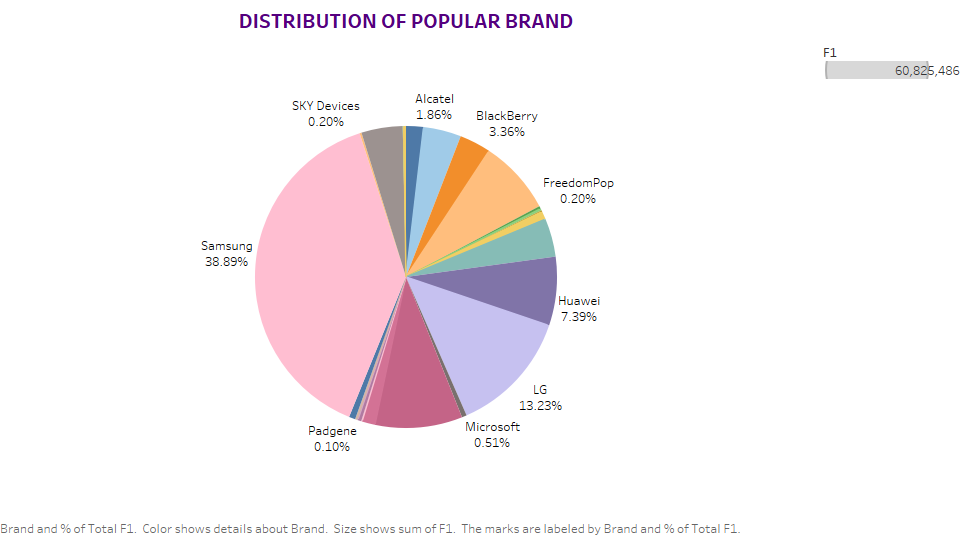 DISTRIBUTION OF POPULAR BRAND
F1
60,825,486
SKY Devices
0.20%
Alcatel
1.86%
BlackBerry
3.36%
FreedomPop
0.20%
Samsung
38.89%
Huawei
7.39%
LG
13.23%
Microsoft
0.51%
Padgene
0.10%
Brand and % of Total F1. Color shows details about Brand. Size shows sum of F1. The marks are labeled by Brand and % of Total F1.